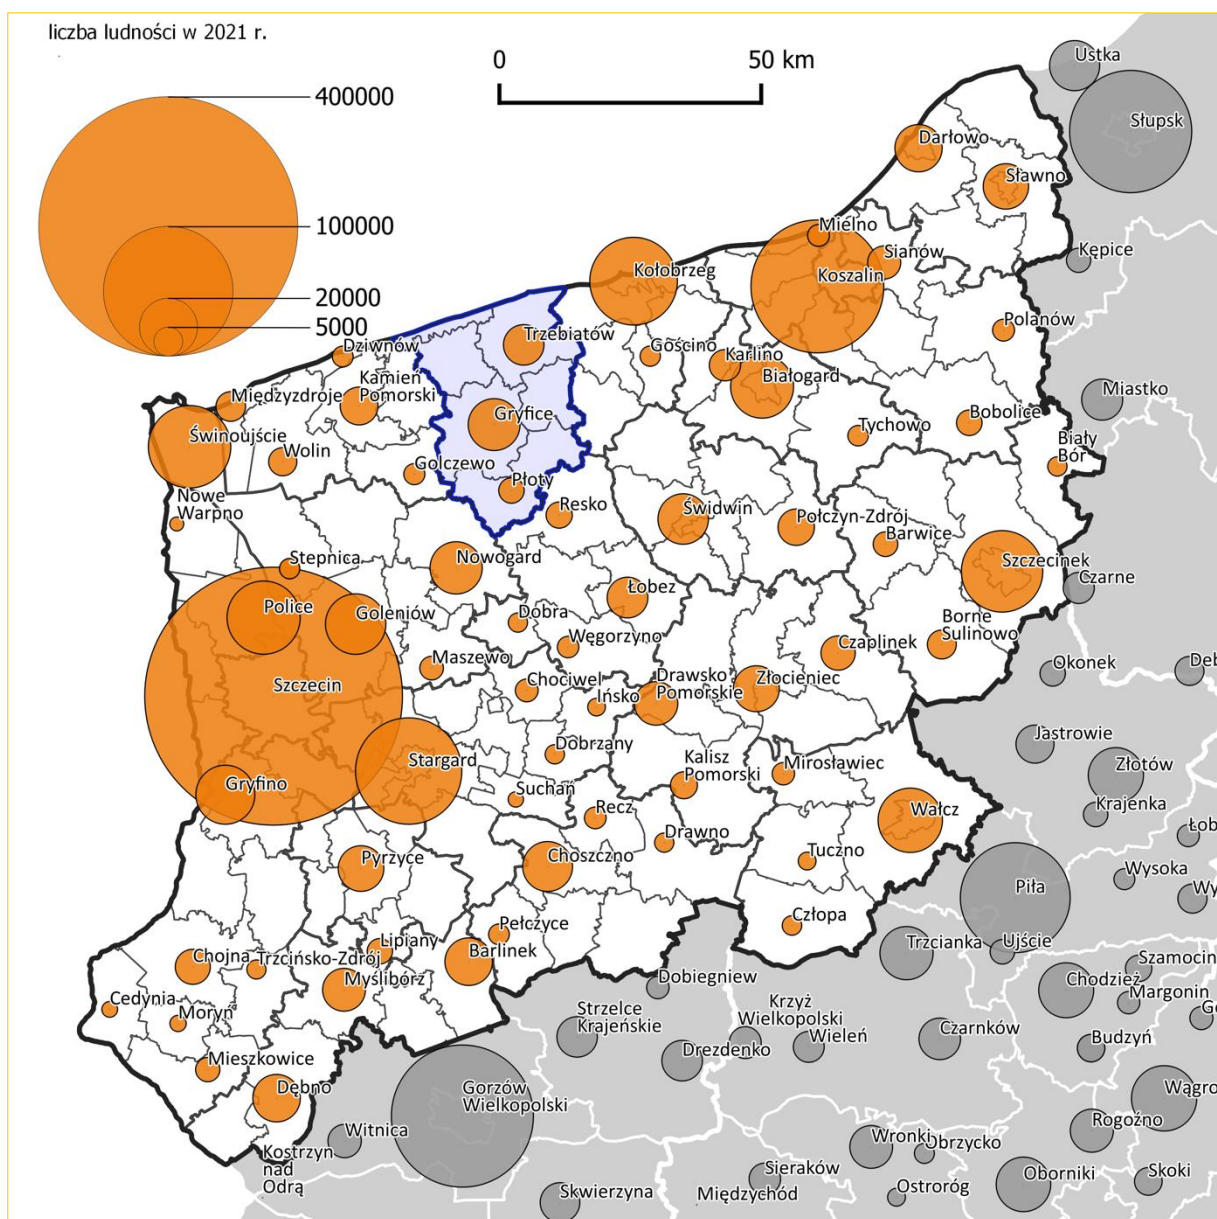 liczba ludności w 2021 r.
0
50 km
400000
100000
20000
5000
Ustka
Słupsk
Darłowo
Sławno
Kępice
Mielno
Sianów
Koszalin
Kołobrzeg
Polanów
Trzebiatów
Dziwnów
Gościno
Karlino
Białogard
Kamień
Pomorski
Międzyzdroje
Miastko
Gryfice
Bobolice
Tychowo
Świnoujście
Wolin
Golczewo
Płoty
Biały
Bór
Nowe
Warpno
Resko
Świdwin
Połczyn-Zdrój
Barwice
Stepnica
Nowogard
Szczecinek
Czarne
Police
Goleniów
Łobez
Dobra
Węgorzyno
Borne
Sulinowo
Czaplinek
Maszewo
Szczecin
Chociwel
Ińsko
Drawsko
Pomorskie
Złocieniec
Okonek
Jastrowie
Złotów
Dobrzany
Stargard
Kalisz
Pomorski
Mirosławiec
Gryfino
Suchań
Recz
Wałcz
Krajenka
Drawno
Choszczno
Pyrzyce
Tuczno
Wysoka
Piła
Człopa
Pełczyce
Trzcianka
Ujście
Lipiany
Barlinek
Chojna
Trzcińsko-Zdrój
Myślibórz
Szamocin
Chodzież
Margonin
Dobiegniew
Cedynia
Moryń
Strzelce
Krajeńskie
Krzyż
Wielkopolski
Wieleń
Czarnków
Budzyń
Drezdenko
Mieszkowice
Dębno
Gorzów
Wielkopolski
Witnica
Rogoźno
Wronki
Obrzycko
Kostrzyn
nad
Odrą
Sieraków
Międzychód
Skwierzyna
Ostroróg
Oborniki
Skoki